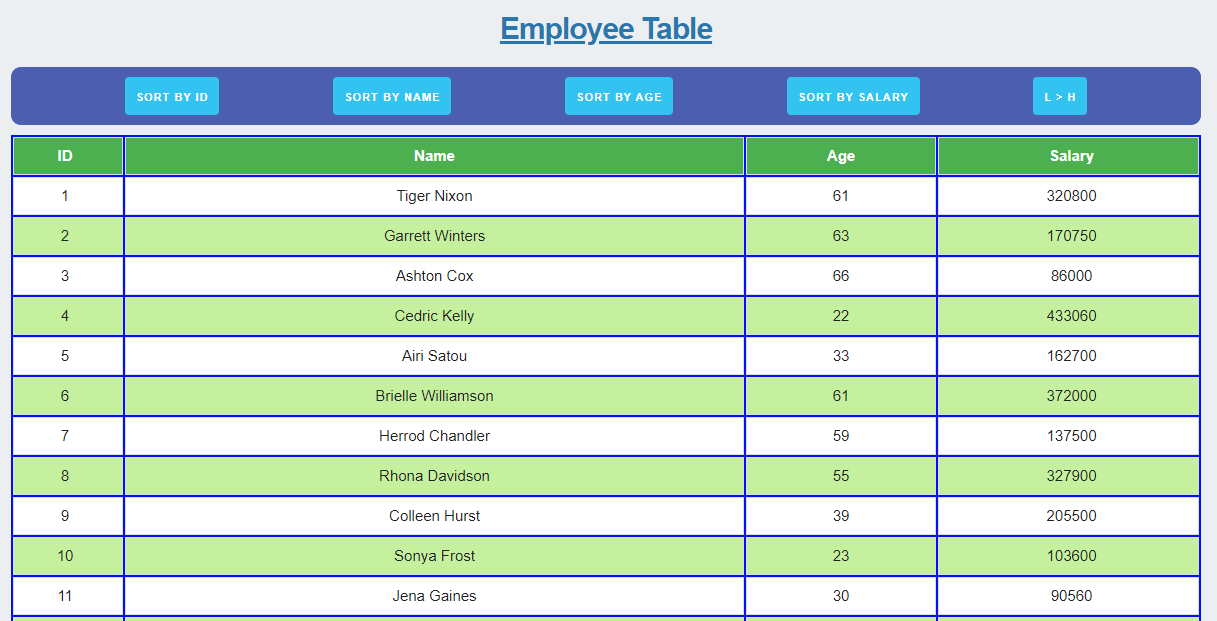 Employee Table
SORT BY ID SORT BY NAME SORT BY AGE SORT BY SALARY L > H
ID Name Age Salary
1 Tiger Nixon 61 320800
2 Garrett Winters 63 170750
3 Ashton Cox 66 86000
4 Cedric Kelly 22 433060
5 Airi Satou 33 162700
6 Brielle Williamson 61 372000
7 Herrod Chandler 59 137500
8 Rhona Davidson 55 327900
9 Colleen Hurst 39 205500
10 Sonya Frost 23 103600
11 Jena Gaines 30 90560